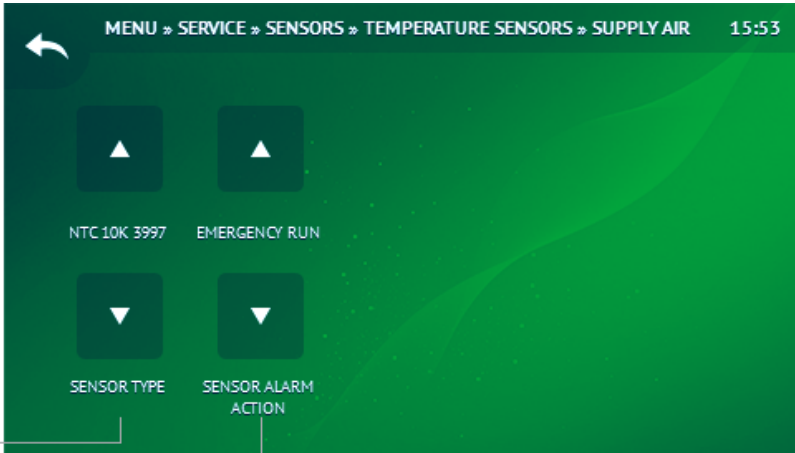 MENU » SERVICE » SENSORS » TEMPERATURE SENSORS » SUPPLY AIR 15:53
NTC 10K 3997 EMERGENCY RUN
SENSOR TYPE SENSOR ALARM
ACTION